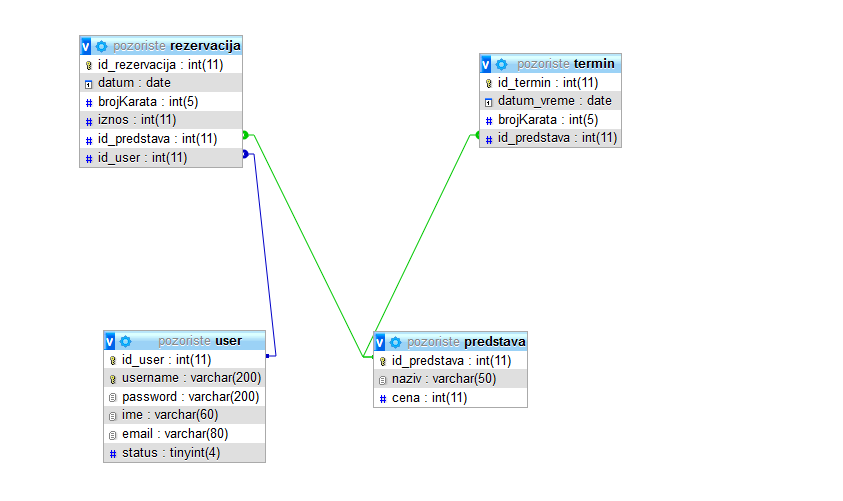 v pozoriste rezervacija
id_rezervacija : int(11)
datum : date
# brojKarata : int(5)
# iznos : int(11)
# id_predstava : int(11)
# id_user : int(11)
v pozoriste termin
id_termin : int(11)
datum_vreme : date
# brojKarata : int(5)
# id_predstava : int(11)
v pozoriste user
id_user : int(11)
username : varchar(200)
password : varchar(200)
ime : varchar(60)
email : varchar(80)
# status : tinyint(4)
v pozoriste predstava
id_predstava : int(11)
naziv : varchar(50)
# cena : int(11)